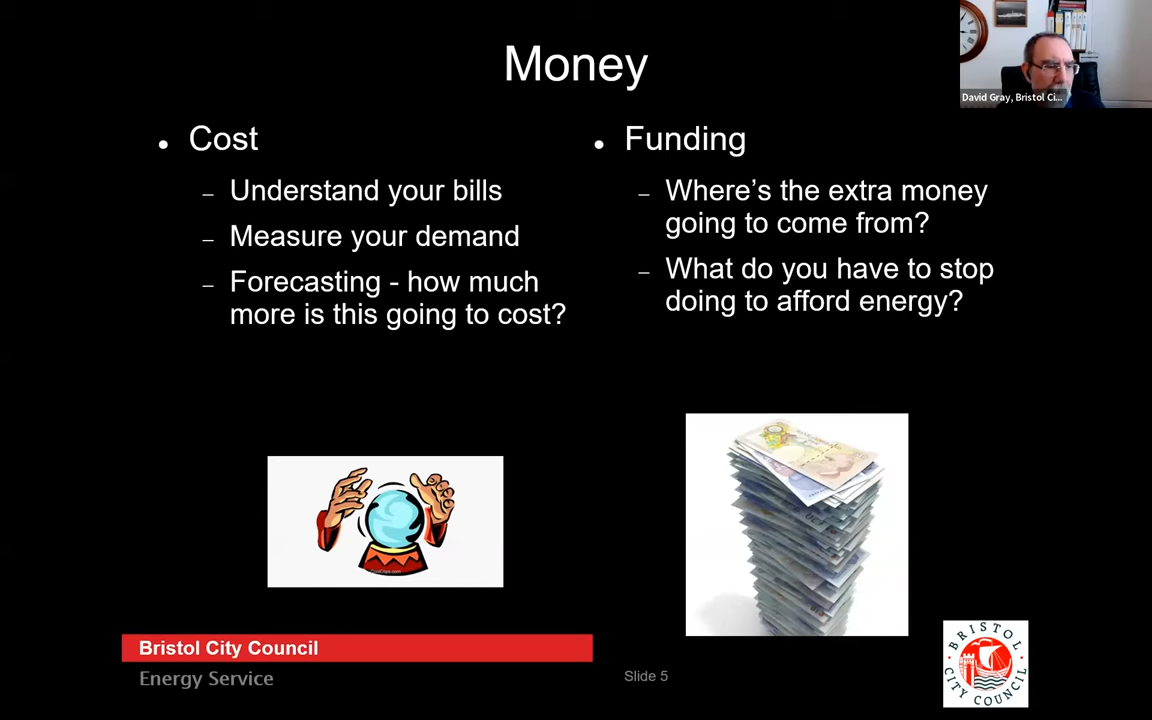 Money
David Gray, Bristol Ci...
• Cost
– Understand your bills
– Measure your demand
– Forecasting - how much
more is this going to cost?
• Funding
– Where's the extra money
going to come from?
– What do you have to stop
doing to afford energy?
Bristol City Council
Energy Service
Slide 5
BRISTOL
CITY COUNCIL